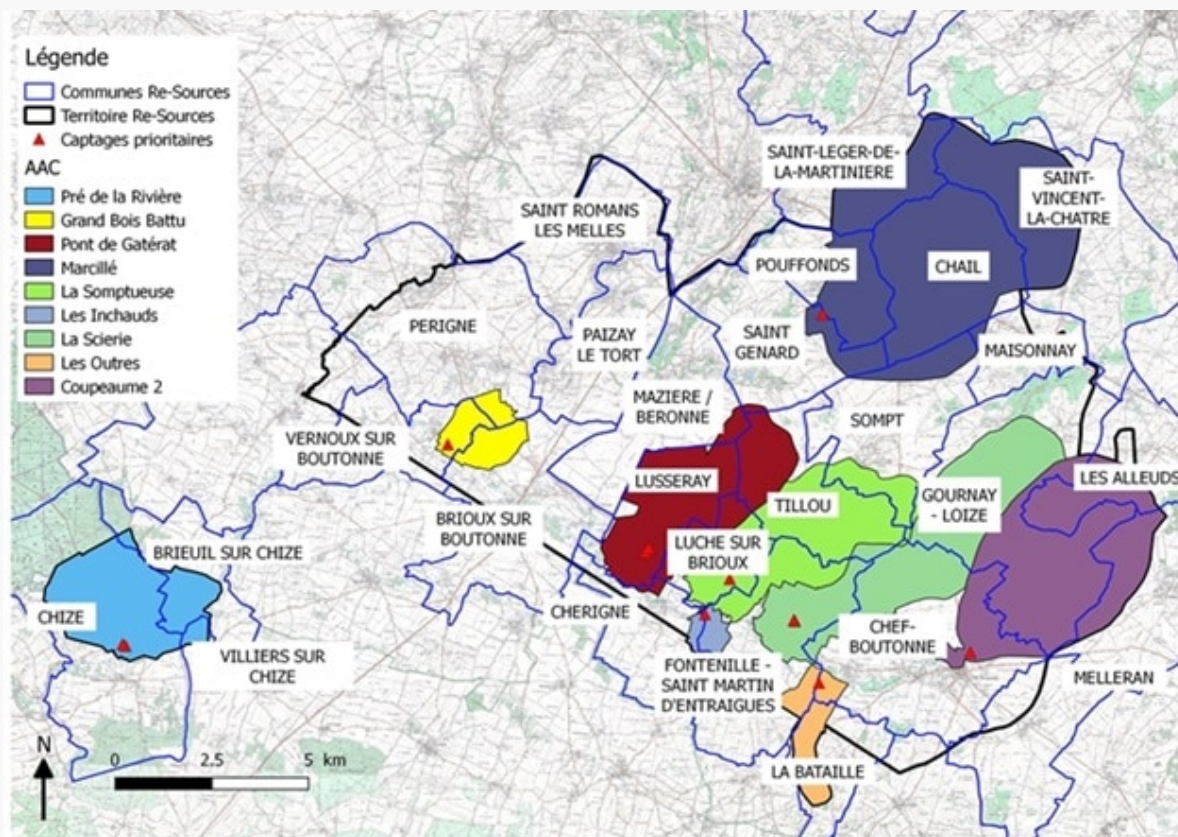 Légende
Communes Re-Sources
Territoire Re-Sources
Captages prioritaires
AAC
Pré de la Rivière
Grand Bois Battu
Pont de Gatérat
Marcillé
La Somptueuse
Les Inchauds
La Scierie
Les Outres
Coupeaume 2
SAINT-LEGER-DE-
LA-MARTINIERE
SAINT-
VINCENT-
LA-CHATRE
SAINT ROMANS
LES MELLES
POUFFONDS
CHAIL
PERIGNE
PAIZAY
LE TORT
SAINT
GENARD
MAISONNAY
MAZIERE /
BERONNE
SOMPT
VERNOUX SUR
BOUTONNE
LUSSERAY
LES ALLEUDS
TILLOU
GOURNAY
- LOIZE
BRIOUX SUR
BOUTONNE
LUCHE SUR
BRIOUX
BRIEUIL SUR CHIZE
CHERIGNE
CHIZE
CHEF-
BOUTONNE
VILLIERS SUR
CHIZE
FONTENILLE -
SAINT MARTIN
D'ENTRAIGUES
MELLERAN
LA BATAILLE
N
0 2.5 5 km